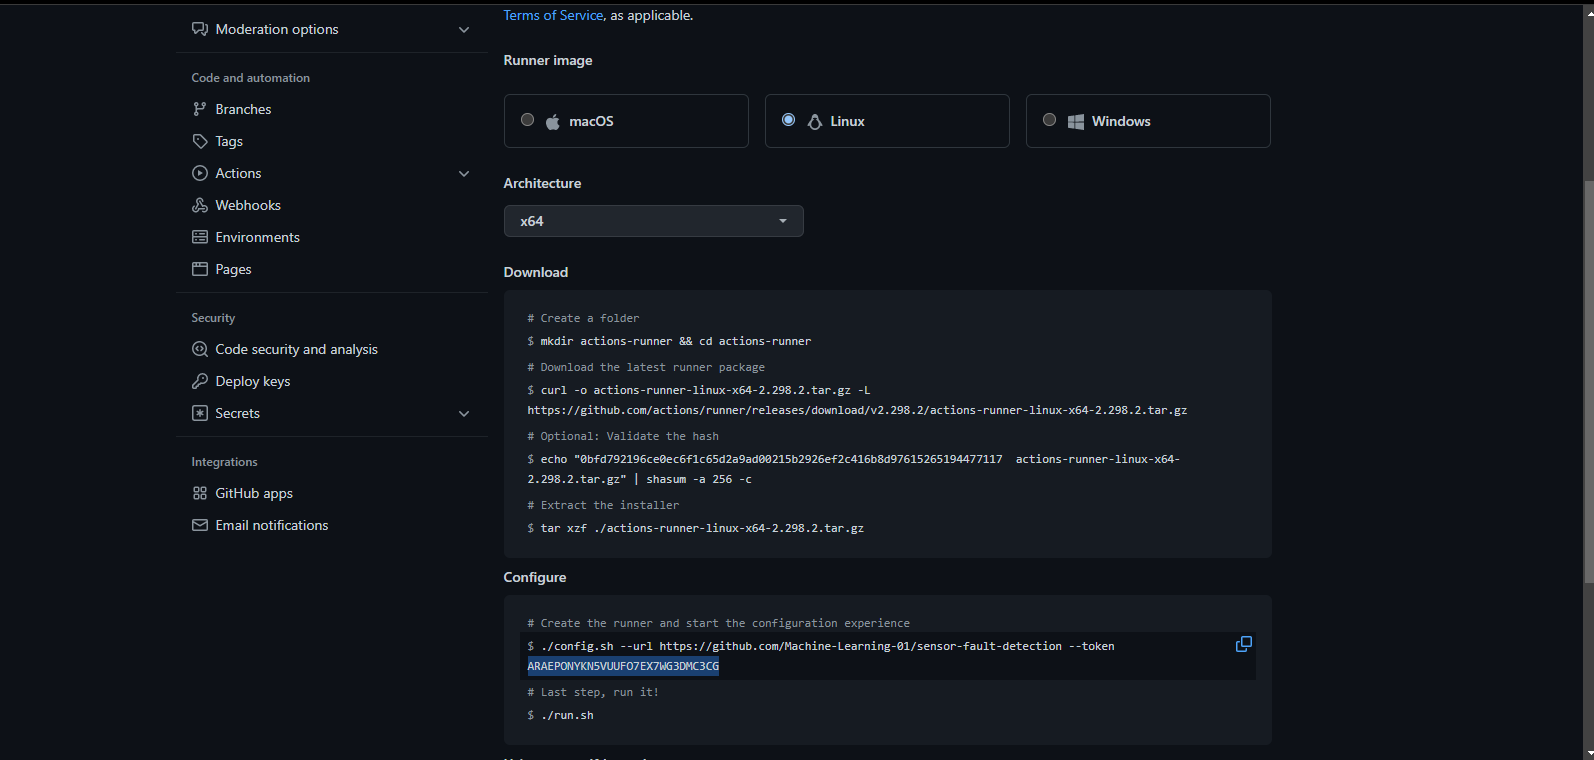 Moderation options
Code and automation
Branches
Tags
Actions
Webhooks
Environments
Pages
Security
Code security and analysis
Deploy keys
Secrets
Integrations
GitHub apps
Email notifications
Terms of Service, as applicable.
Runner image
macOS
Linux
Windows
Architecture
x64
Download
# Create a folder
$ mkdir actions-runner && cd actions-runner
# Download the latest runner package
$ curl -o actions-runner-linux-x64-2.298.2.tar.gz -L
https://github.com/actions/runner/releases/download/v2.298.2/actions-runner-linux-x64-2.298.2.tar.gz
# Optional: Validate the hash
$ echo "0bfd792196ce0ec6f1c65d2a9ad00215b2926ef2c416b8d97615265194477117  actions-runner-linux-x64-
2.298.2.tar.gz" | shasum -a 256 -c
# Extract the installer
$ tar xzf ./actions-runner-linux-x64-2.298.2.tar.gz
Configure
# Create the runner and start the configuration experience
$ ./config.sh --url https://github.com/Machine-Learning-01/sensor-fault-detection --token
ARAEPONYKN5VUUFO7EX7WG3DMC3CG
# Last step, run it!
$ ./run.sh